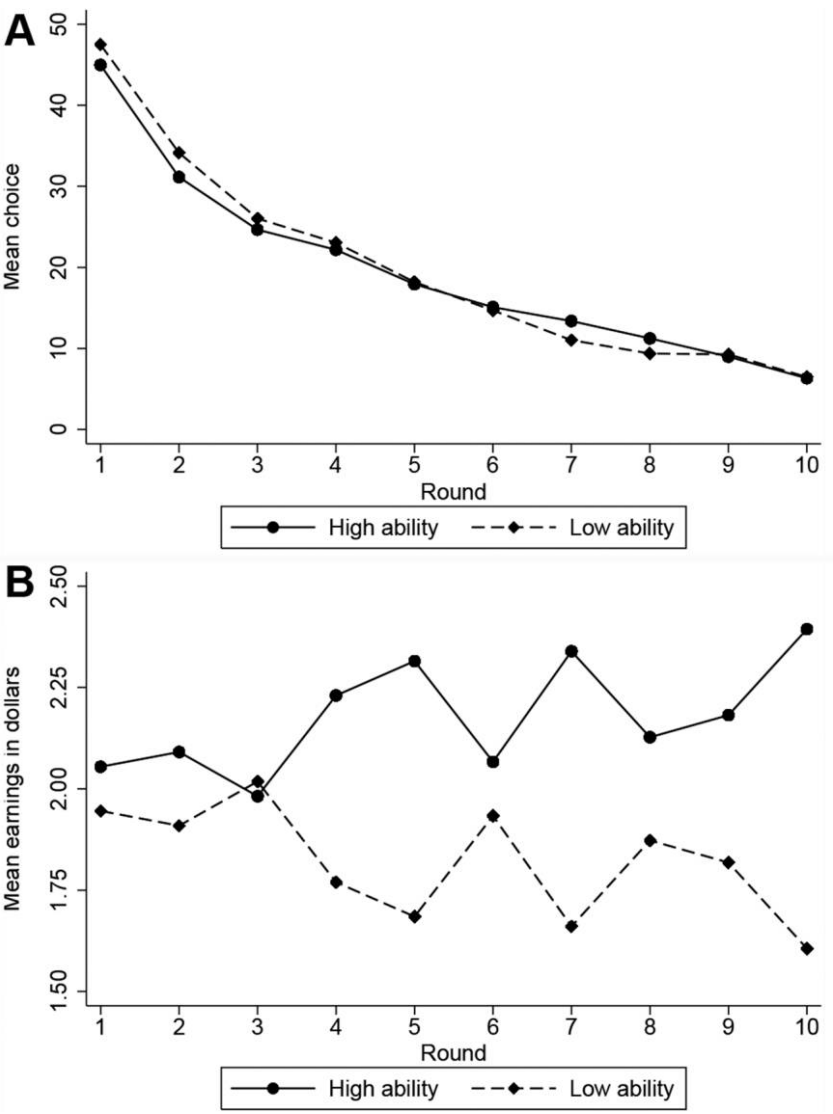 A
Mean choice
50
40
30
20
10
0
1 2 3 4 5 6 7 8 9 10
Round
High ability Low ability
B
Mean earnings in dollars
2.50
2.25
2.00
1.75
1.50
1 2 3 4 5 6 7 8 9 10
Round
High ability Low ability